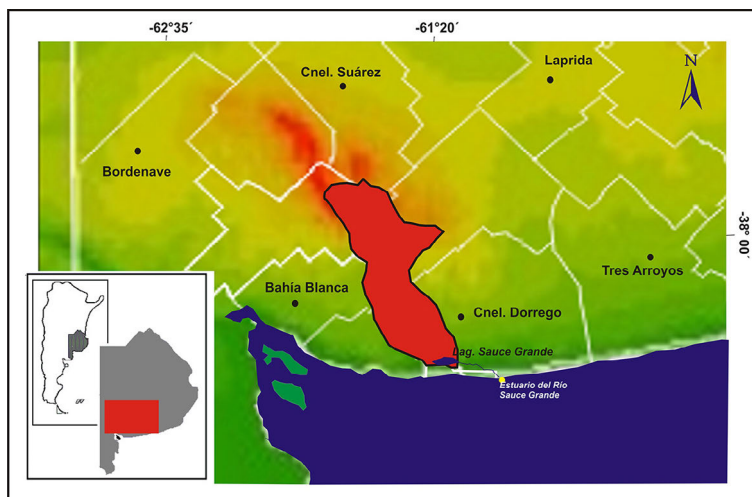 -62°35´
-61°20´
N
Cnel. Suárez
Laprida
Bordenave
-38°
00´
Tres Arroyos
Bahía Blanca
Cnel. Dorrego
Lag. Sauce Grande
Estuario del Río
Sauce Grande